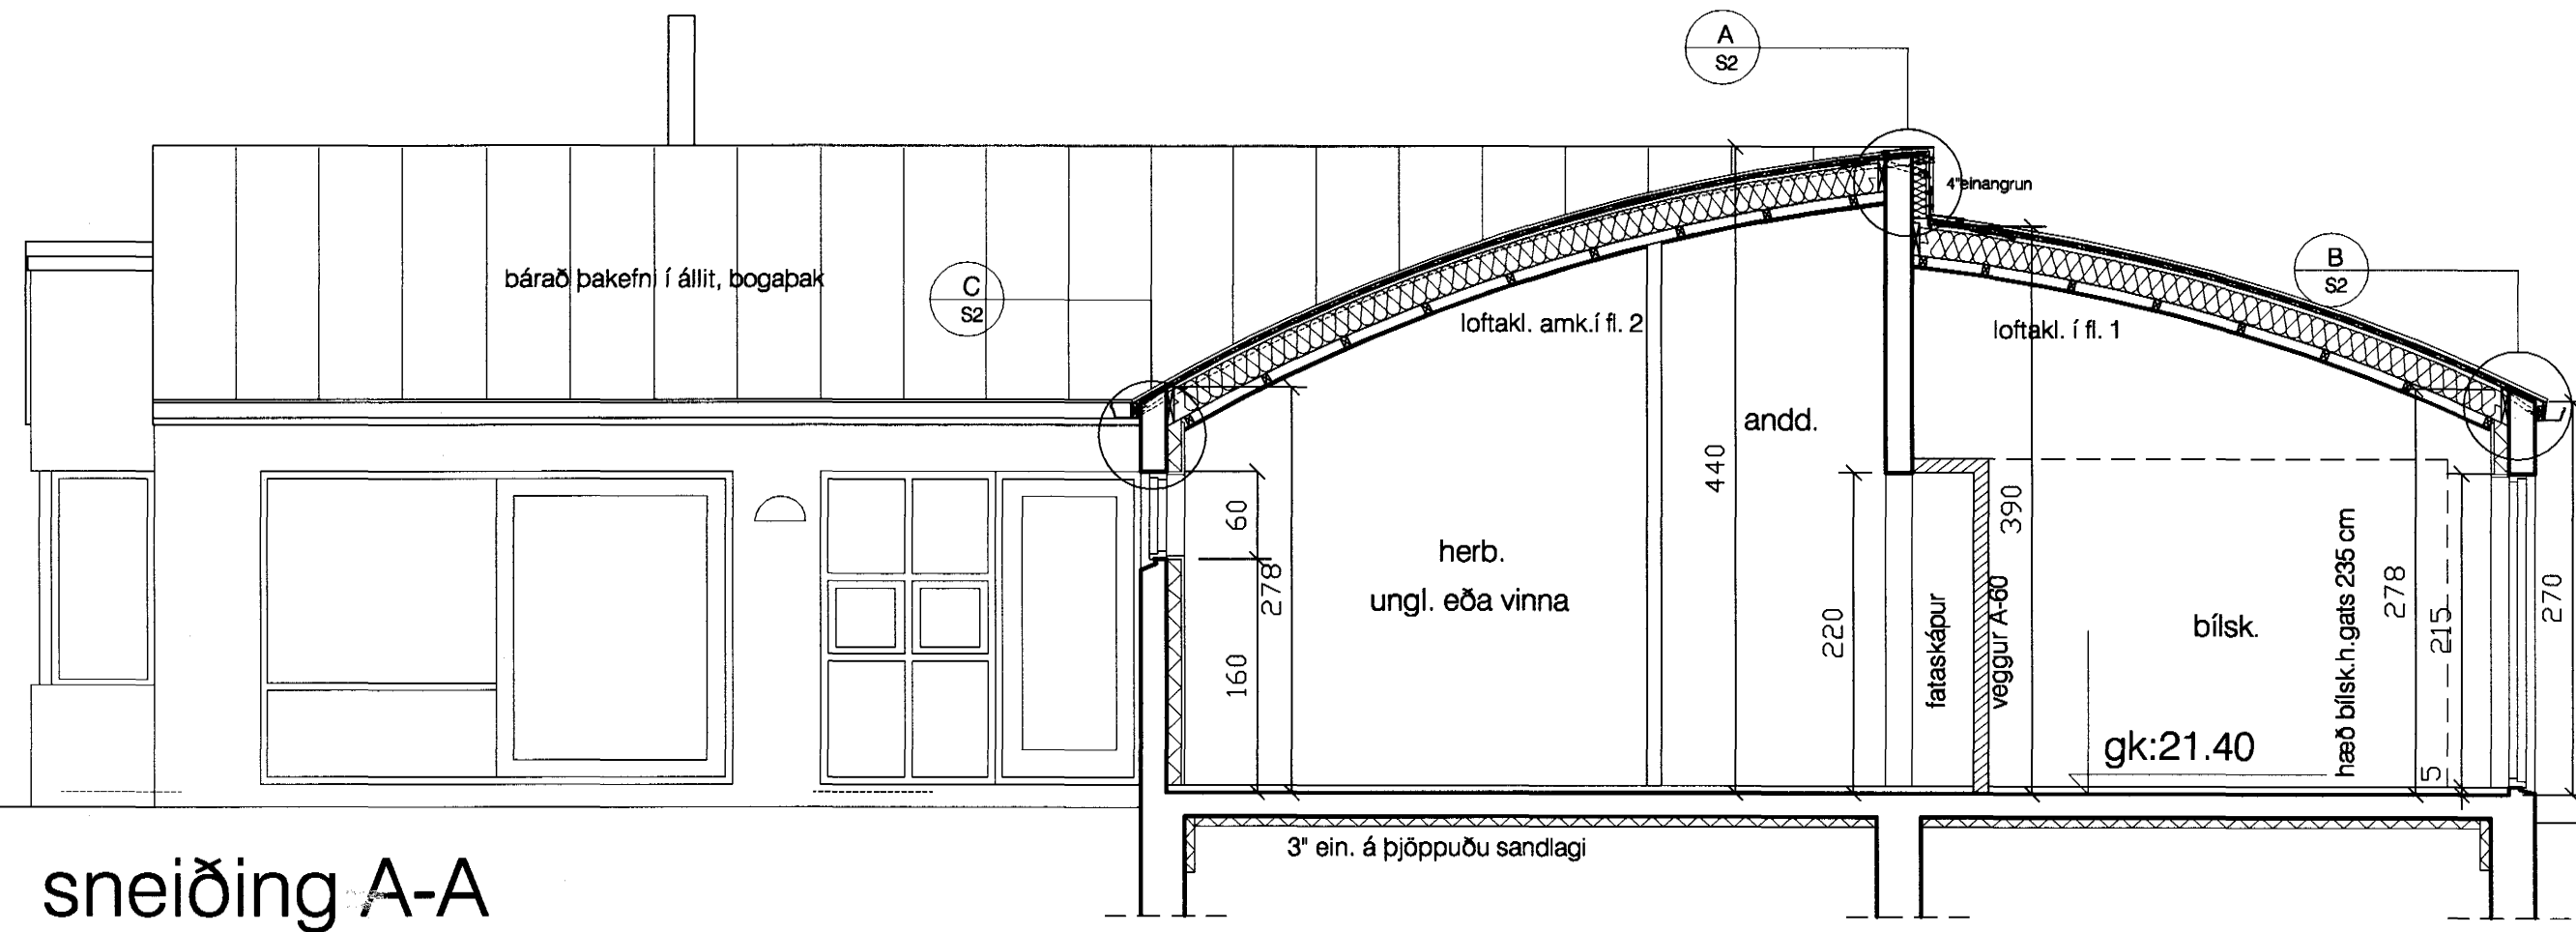 A
S2
4"einangrun
bárað þakefni í állit, bogaþak
C
S2
B
S2
loftakl. amk.í fl. 2
loftakl. í fl. 1
andd.
440
390
60
278
160
herb.
ungl. eða vinna
220
fataskápur
veggur A-60
bílsk.
hæð bílsk.h.gats 235 cm
278
215
5
270
gk:21.40
3" ein. á þjöppuðu sandlagi
sneiðing A-A